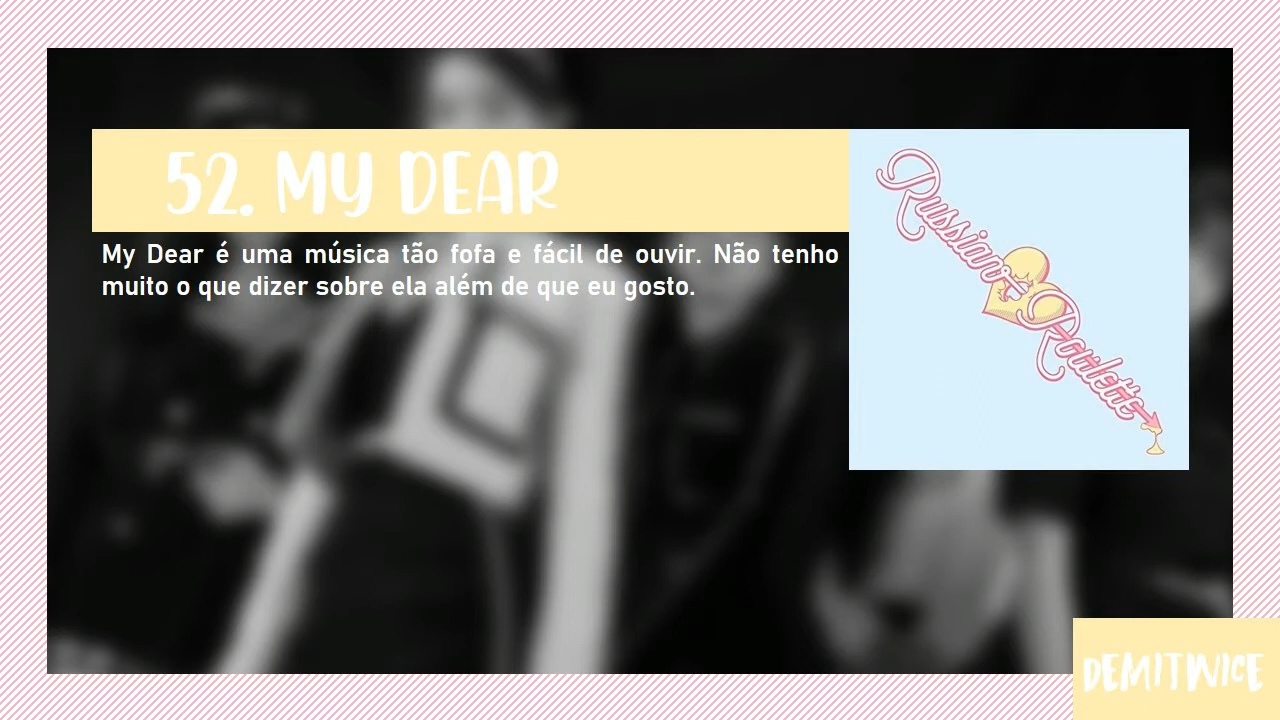 52. MY DEAR
My Dear é uma música tão fofa e fácil de ouvir. Não tenho
muito o que dizer sobre ela além de que eu gosto.
Russian
Roulette
DEMITWICE